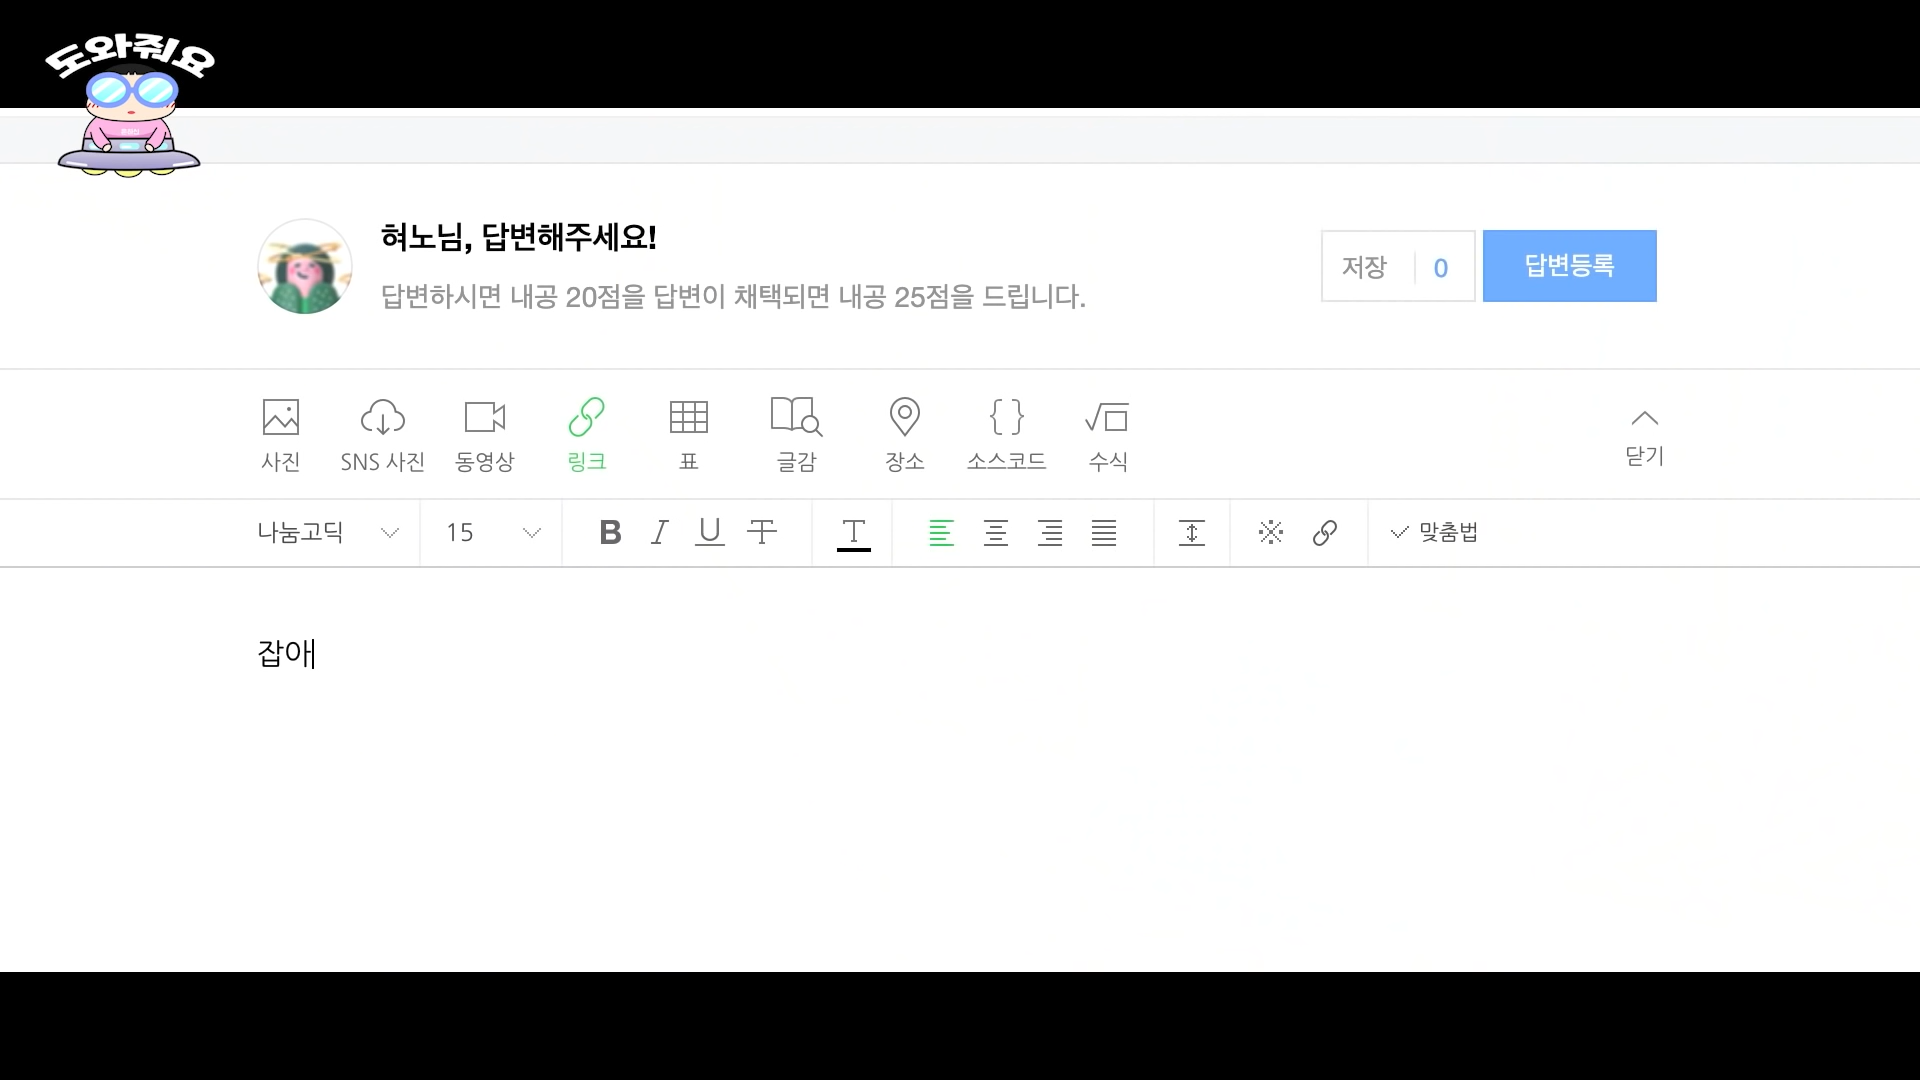 도와줘요
혀노님, 답변해주세요!
답변하시면 내공 20점을 답변이 채택되면 내공 25점을 드립니다.
저장 0
답변등록
사진 SNS 사진 동영상 링크 표 글감 장소 소스코드 수식 닫기
나눔고딕 15 B I U T T 맞춤법
잡아